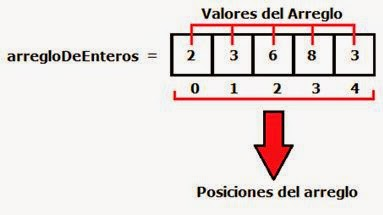 Valores del Arreglo
arregloDeEnteros = 2 3 6 8 3
0 1 2 3 4
Posiciones del arreglo